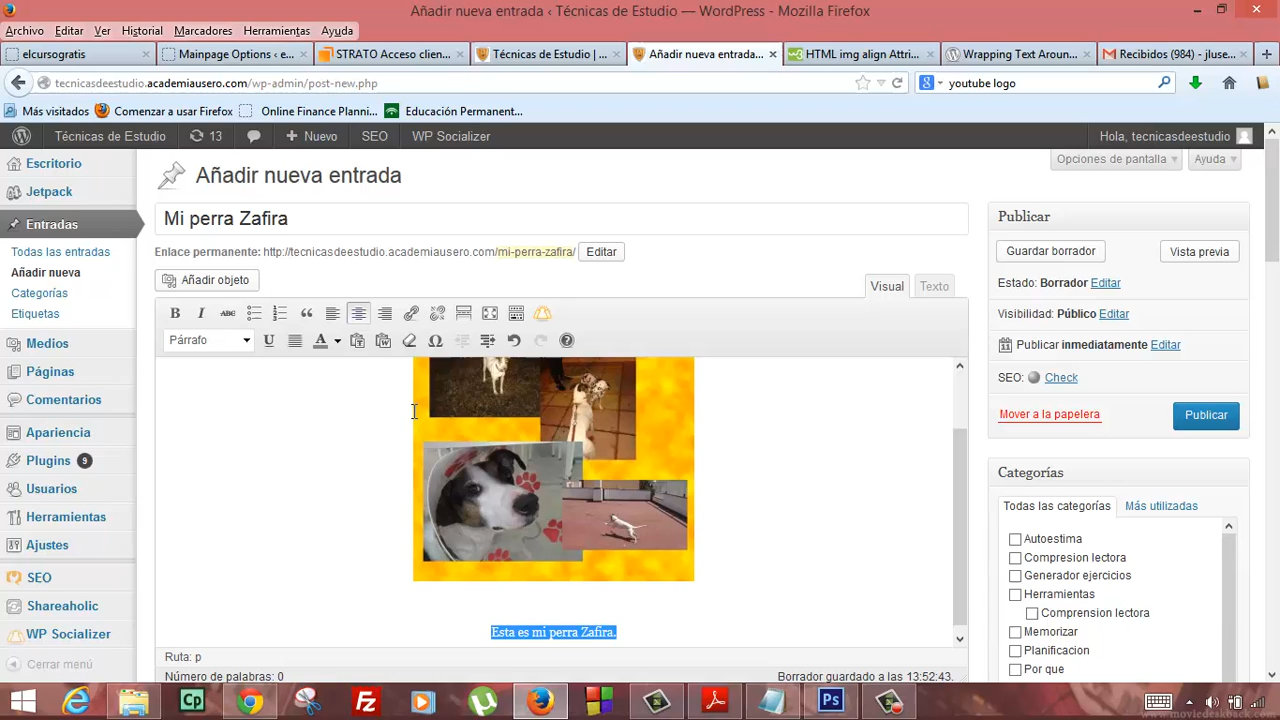 Añadir nueva entrada ‹ Técnicas de Estudio — WordPress - Mozilla Firefox
Archivo Editar Ver Historial Marcadores Herramientas Ayuda
elcursogratis Mainpage Options ‹ e... STRATO Acceso clien... Técnicas de Estudio | ... Añadir nueva entrada... HTML img align Attri... Wrapping Text Aroun... Recibidos (984) - jluse...
tecnicasdeestudio.academiausero.com/wp-admin/post-new.php youtube logo
Más visitados Comenzar a usar Firefox Online Finance Planni... Educación Permanent...
Técnicas de Estudio 13 Nuevo SEO WP Socializer Hola, tecnicasdeestudio
Escritorio
Jetpack
Entradas
Todas las entradas
Añadir nueva
Categorías
Etiquetas
Medios
Páginas
Comentarios
Apariencia
Plugins 9
Usuarios
Herramientas
Ajustes
SEO
Shareaholic
WP Socializer
Cerrar menú
Opciones de pantalla Ayuda
Añadir nueva entrada
Mi perra Zafira
Enlace permanente: http://tecnicasdeestudio.academiausero.com/mi-perra-zafira/ Editar
Añadir objeto
Visual Texto
B I ABC
Párrafo U A
Esta es mi perra Zafira.
Ruta: p
Número de palabras: 0 Borrador guardado a las 13:52:43.
Publicar
Guardar borrador Vista previa
Estado: Borrador Editar
Visibilidad: Público Editar
Publicar inmediatamente Editar
SEO: Check
Mover a la papelera Publicar
Categorías
Todas las categorías Más utilizadas
Autoestima
Compresion lectora
Generador ejercicios
Herramientas
Comprension lectora
Memorizar
Planificacion
Por que
Cp
Fz
Ps